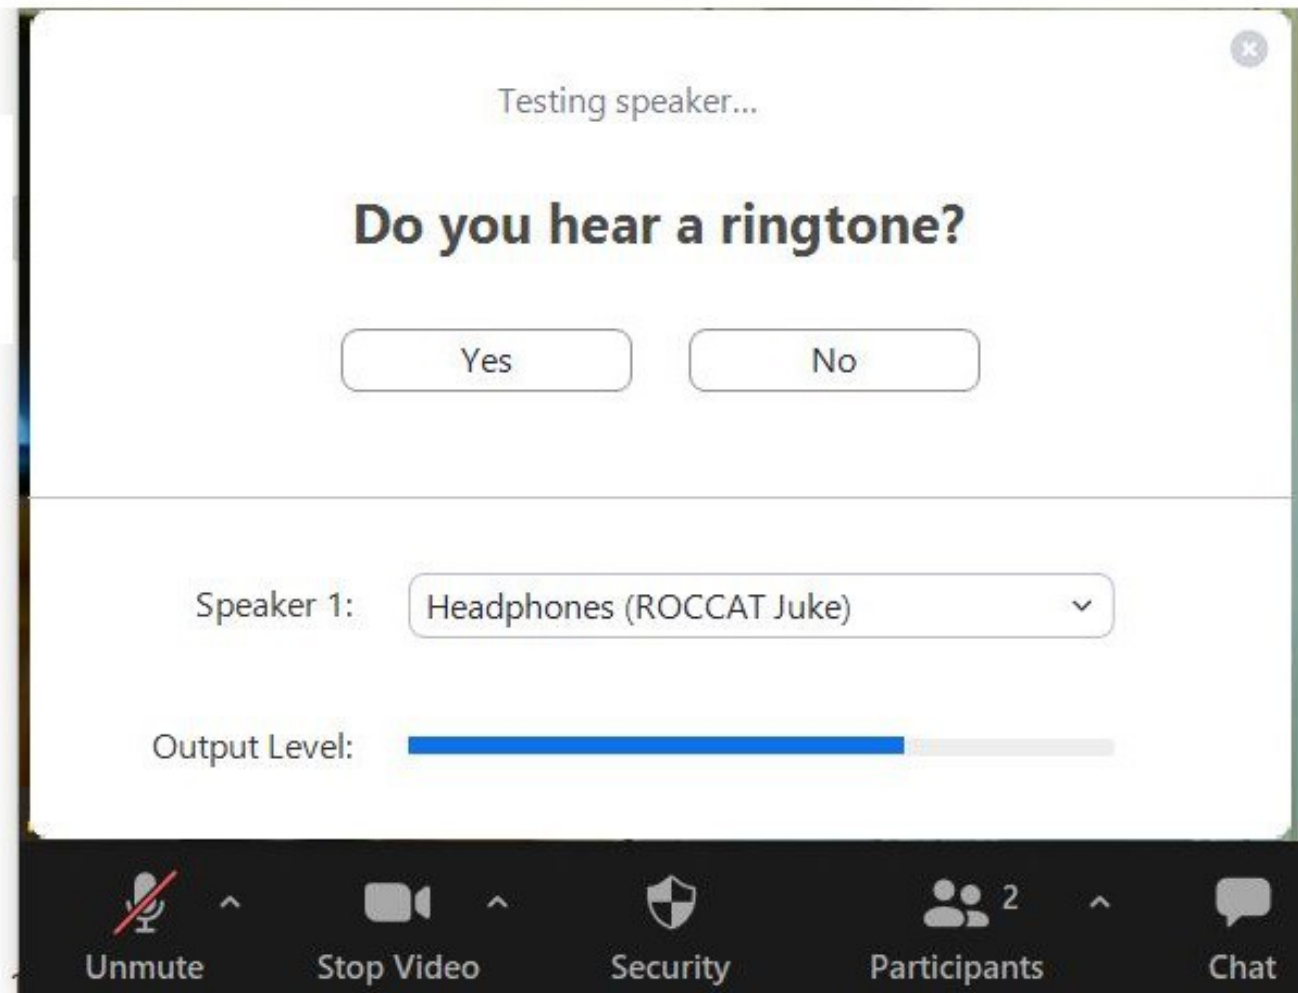 Testing speaker...
Do you hear a ringtone?
Yes No
Speaker 1: Headphones (ROCCAT Juke)
Output Level:
2
Unmute Stop Video Security Participants Chat